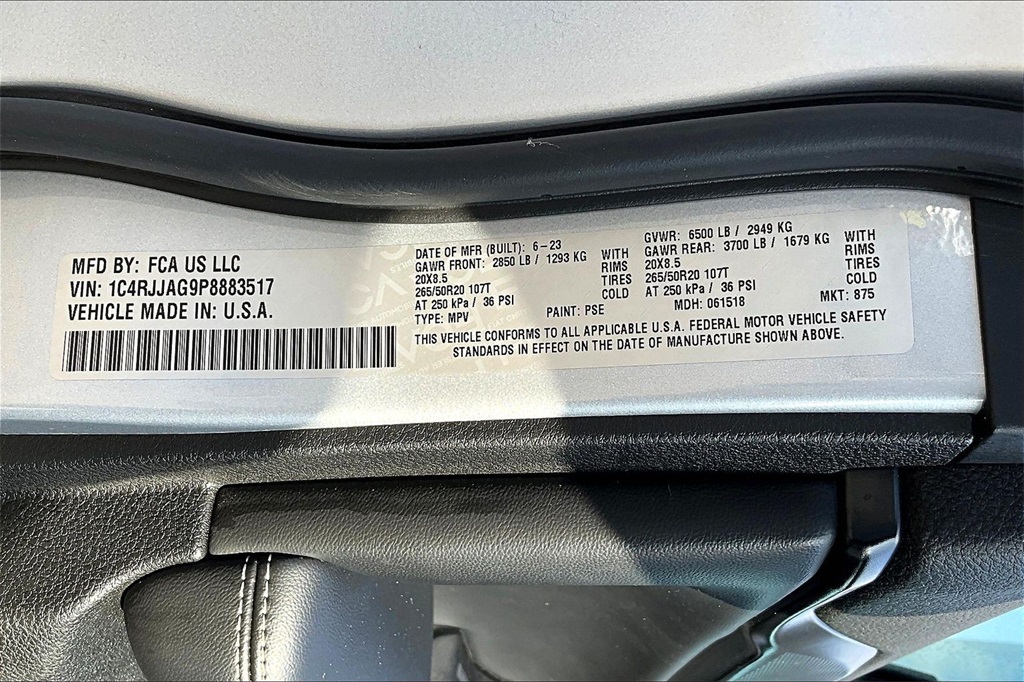 MFD BY: FCA US LLC
VIN: 1C4RJJAG9P8883517
VEHICLE MADE IN: U.S.A.
DATE OF MFR (BUILT): 6-23
GAWR FRONT: 2850 LB / 1293 KG WITH
20X8.5 RIMS
265/50R20 107T TIRES
AT 250 kPa / 36 PSI COLD
TYPE: MPV PAINT: PSE
GVWR: 6500 LB / 2949 KG
GAWR REAR: 3700 LB / 1679 KG WITH
20X8.5 RIMS
265/50R20 107T TIRES
AT 250 kPa / 36 PSI COLD
MDH: 061518 MKT: 875
THIS VEHICLE CONFORMS TO ALL APPLICABLE U.S.A. FEDERAL MOTOR VEHICLE SAFETY
STANDARDS IN EFFECT ON THE DATE OF MANUFACTURE SHOWN ABOVE.